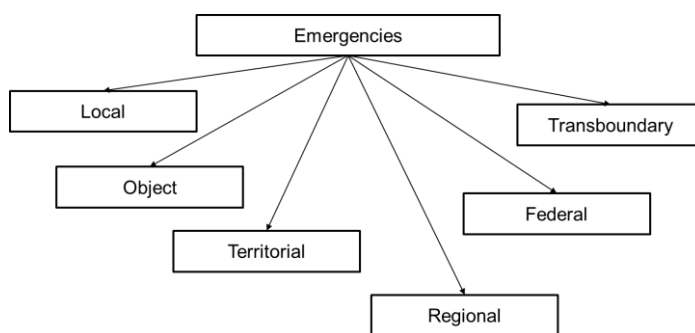 Emergencies
Local
Transboundary
Object
Federal
Territorial
Regional